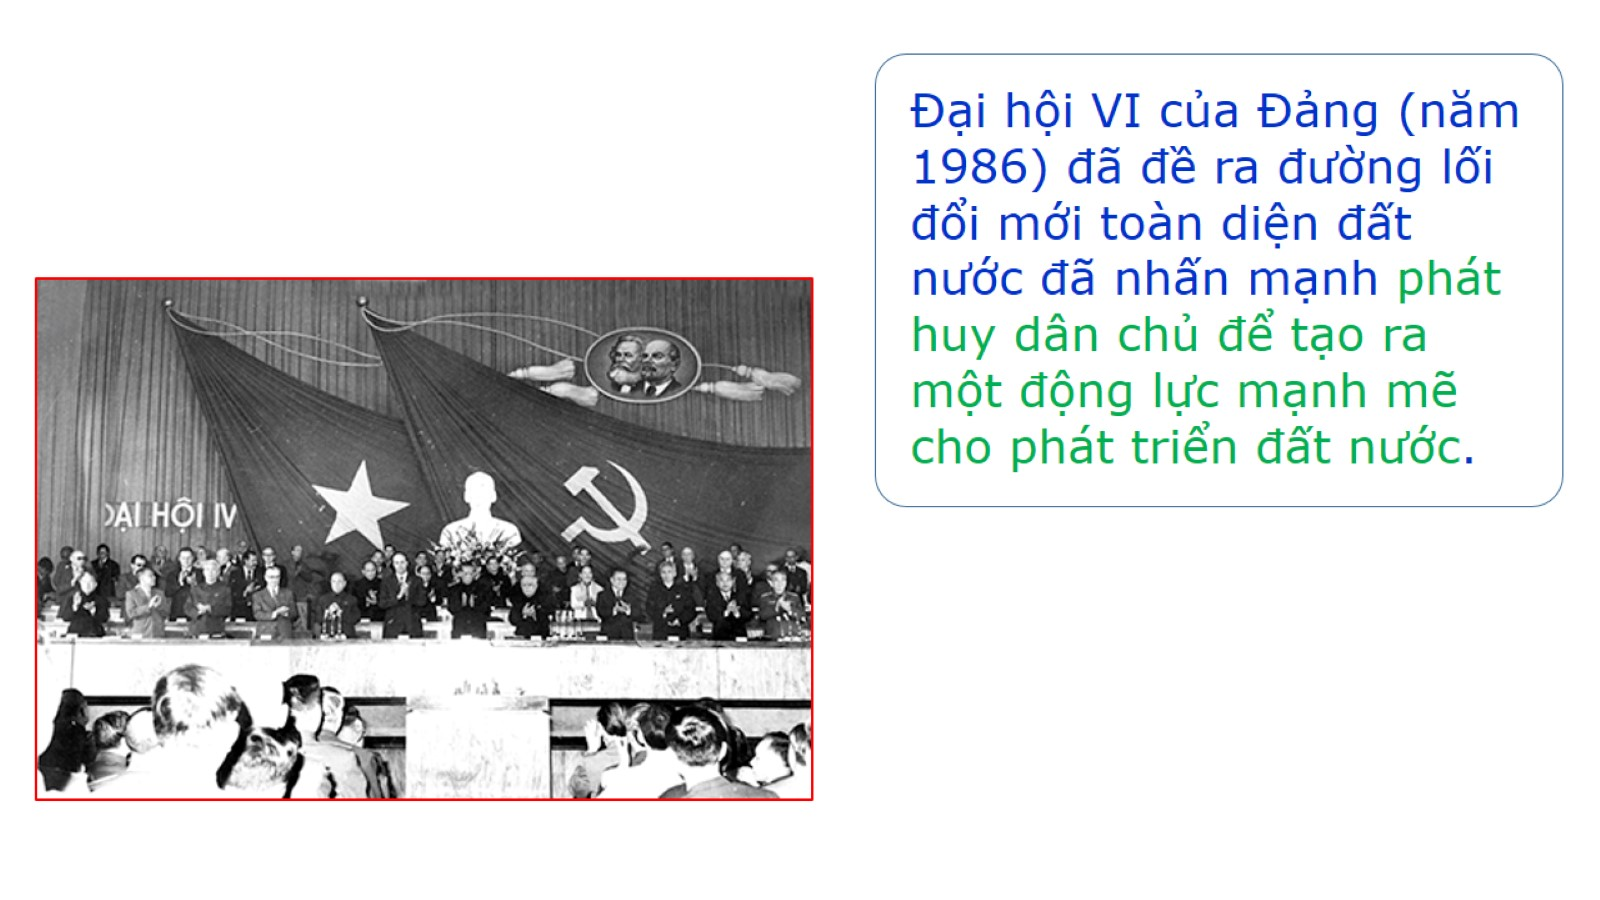 Đại hội VI của Đảng (năm
1986) đã đề ra đường lối
đổi mới toàn diện đất
nước đã nhấn mạnh phát
huy dân chủ để tạo ra
một động lực mạnh mẽ
cho phát triển đất nước.
ĐẠI HỘI IV